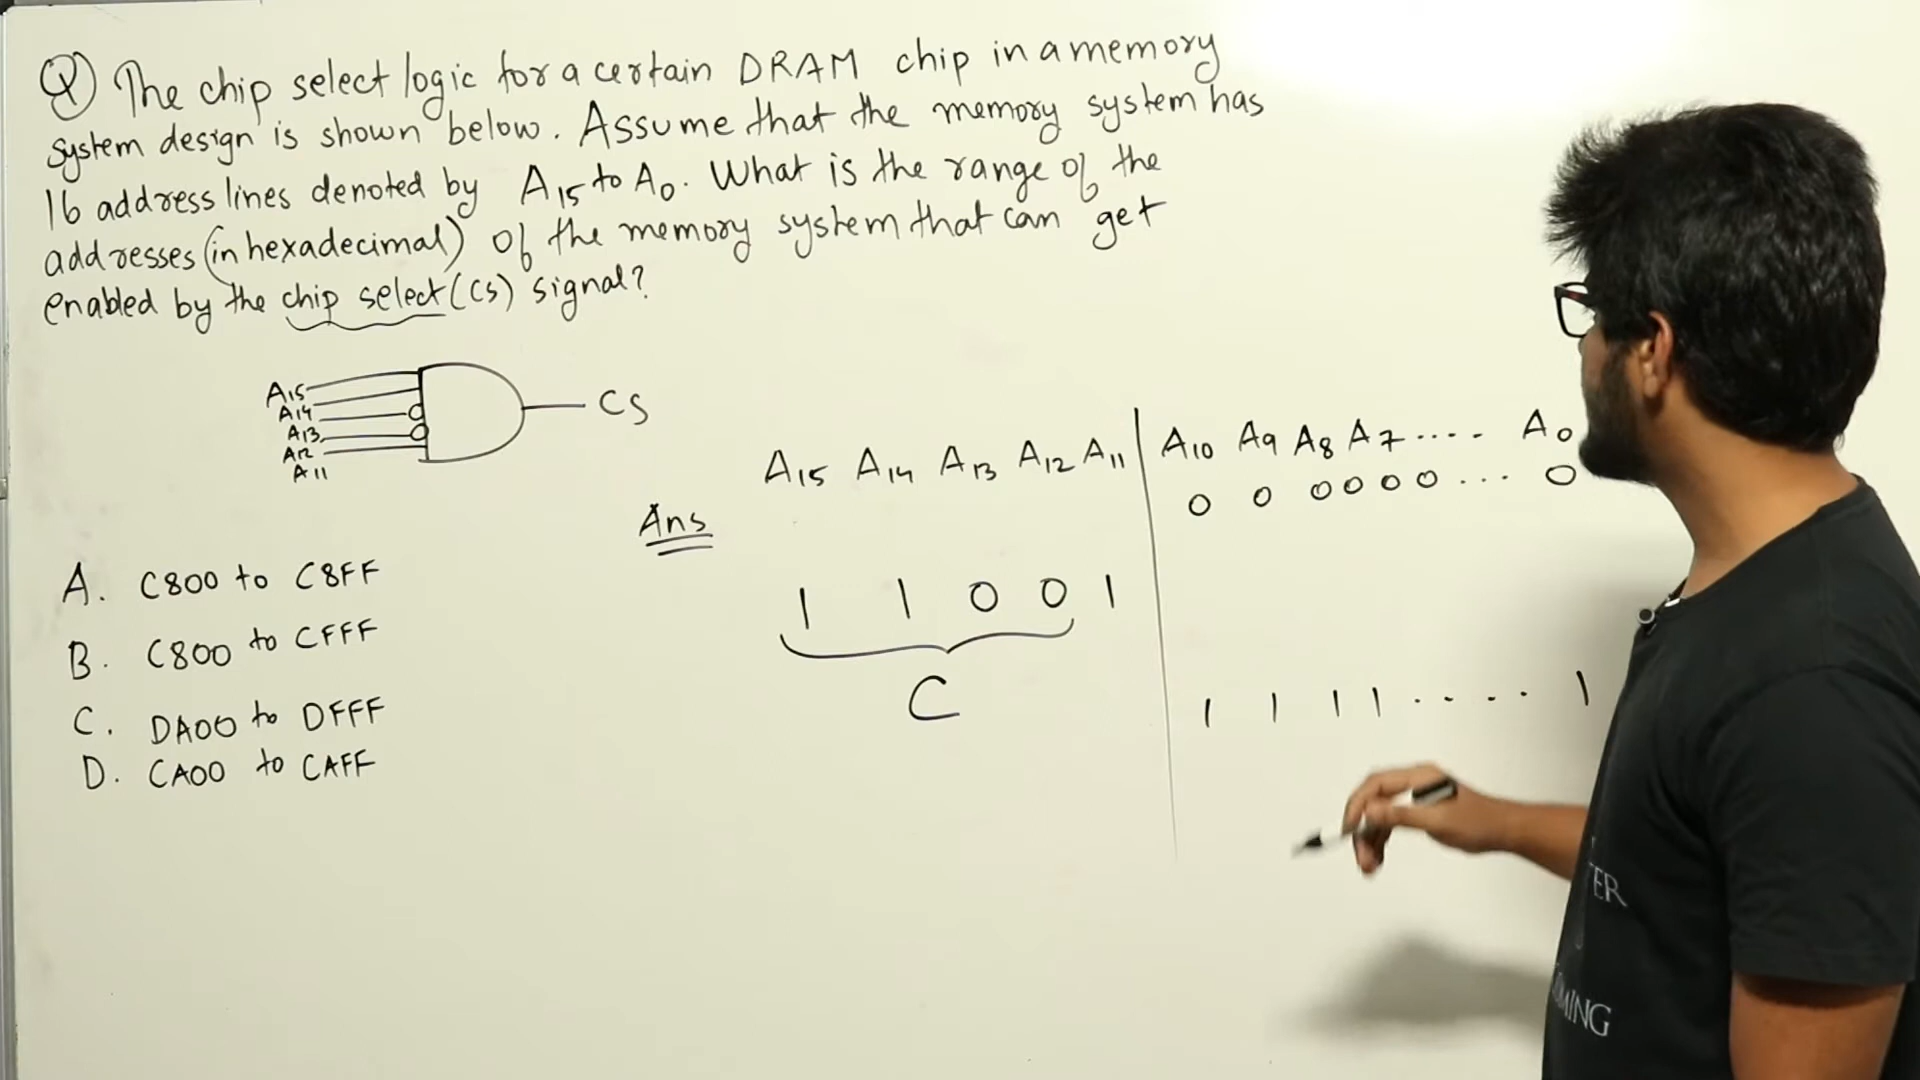 Q) The chip select logic for a certain DRAM chip in a memory
system design is shown below. Assume that the memory system has
16 address lines denoted by A15 to A0. What is the range of the
addresses (in hexadecimal) of the memory system that can get
enabled by the chip select (CS) signal?
A15
A14
A13
A12
A11
CS
A. C800 to C8FF
B. C800 to CFFF
C. DA00 to DFFF
D. CA00 to CAFF
Ans
A15 A14 A13 A12 A11 A10 A9 A8 A7 .... A0
0 0 0 0 0 0 ... 0
1 1 0 0 1
C
1 1 1 1 .... 1
TER
OMING